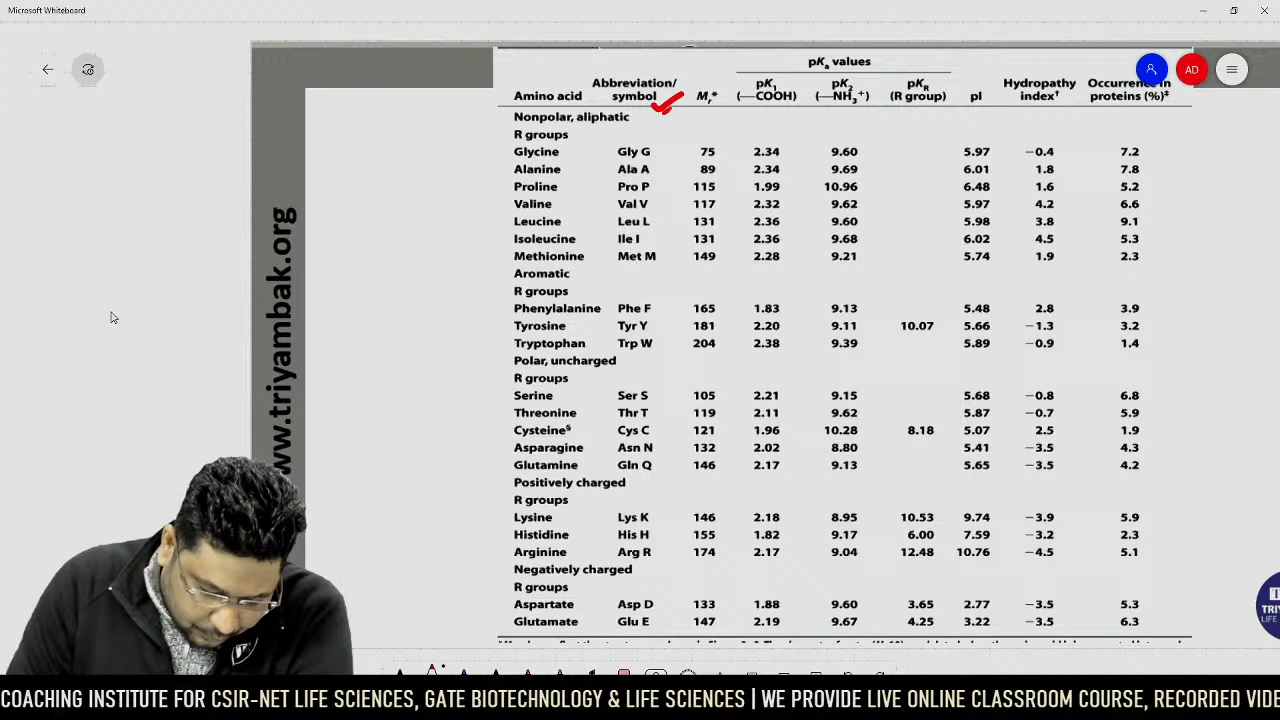 Microsoft Whiteboard
AD
pKa values
Abbreviation/ pK1 pK2 pKR Hydropathy Occurrence in
Amino acid symbol Mr* (—COOH) (—NH3+) (R group) pI index† proteins (%)‡
Nonpolar, aliphatic
R groups
Glycine Gly G 75 2.34 9.60 5.97 −0.4 7.2
Alanine Ala A 89 2.34 9.69 6.01 1.8 7.8
Proline Pro P 115 1.99 10.96 6.48 1.6 5.2
Valine Val V 117 2.32 9.62 5.97 4.2 6.6
Leucine Leu L 131 2.36 9.60 5.98 3.8 9.1
Isoleucine Ile I 131 2.36 9.68 6.02 4.5 5.3
Methionine Met M 149 2.28 9.21 5.74 1.9 2.3
Aromatic
R groups
Phenylalanine Phe F 165 1.83 9.13 5.48 2.8 3.9
Tyrosine Tyr Y 181 2.20 9.11 10.07 5.66 −1.3 3.2
Tryptophan Trp W 204 2.38 9.39 5.89 −0.9 1.4
Polar, uncharged
R groups
Serine Ser S 105 2.21 9.15 5.68 −0.8 6.8
Threonine Thr T 119 2.11 9.62 5.87 −0.7 5.9
Cysteine§ Cys C 121 1.96 10.28 8.18 5.07 2.5 1.9
Asparagine Asn N 132 2.02 8.80 5.41 −3.5 4.3
Glutamine Gln Q 146 2.17 9.13 5.65 −3.5 4.2
Positively charged
R groups
Lysine Lys K 146 2.18 8.95 10.53 9.74 −3.9 5.9
Histidine His H 155 1.82 9.17 6.00 7.59 −3.2 2.3
Arginine Arg R 174 2.17 9.04 12.48 10.76 −4.5 5.1
Negatively charged
R groups
Aspartate Asp D 133 1.88 9.60 3.65 2.77 −3.5 5.3
Glutamate Glu E 147 2.19 9.67 4.25 3.22 −3.5 6.3
www.triyambak.org
TRIY
LIFE
COACHING INSTITUTE FOR CSIR-NET LIFE SCIENCES, GATE BIOTECHNOLOGY & LIFE SCIENCES | WE PROVIDE LIVE ONLINE CLASSROOM COURSE, RECORDED VIDE